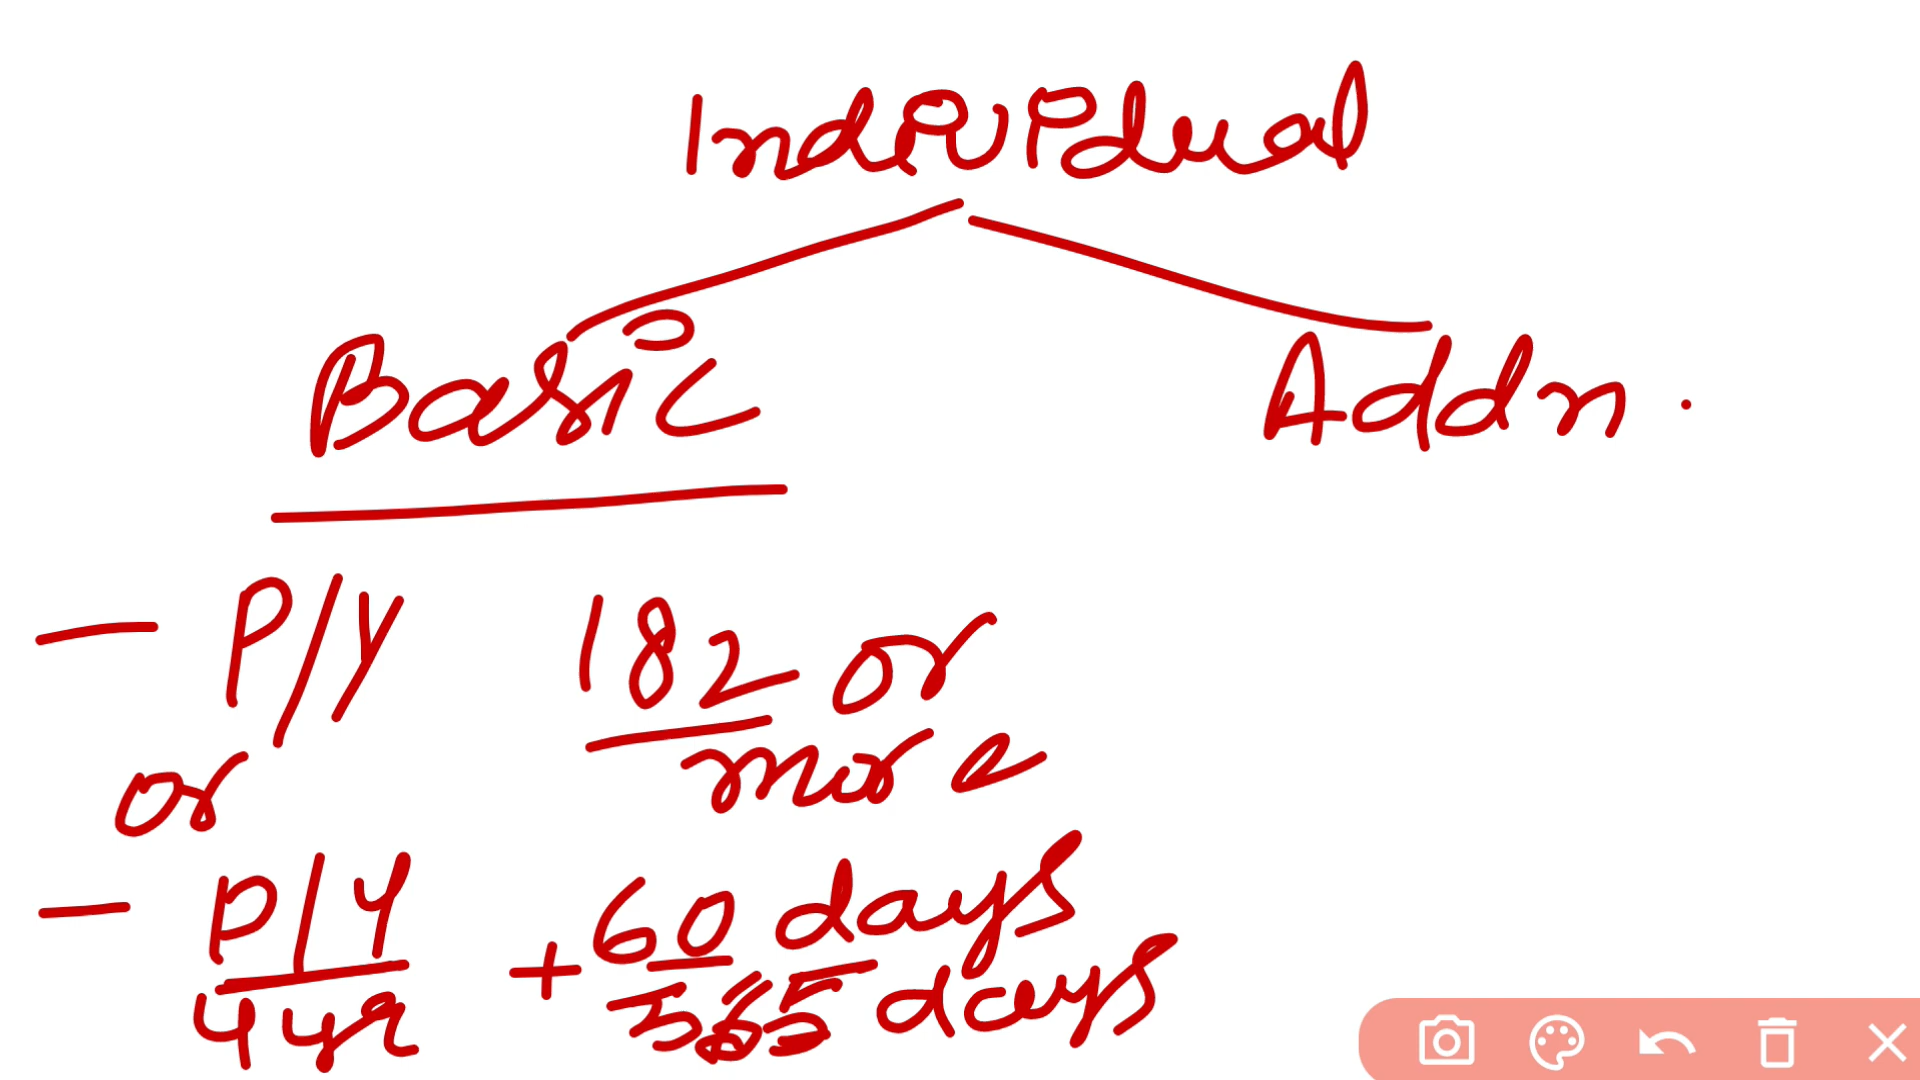 Individual
Basic Addn.
- P/Y 182 or
more
or
- P/Y + 60 days
4 yr 365 days